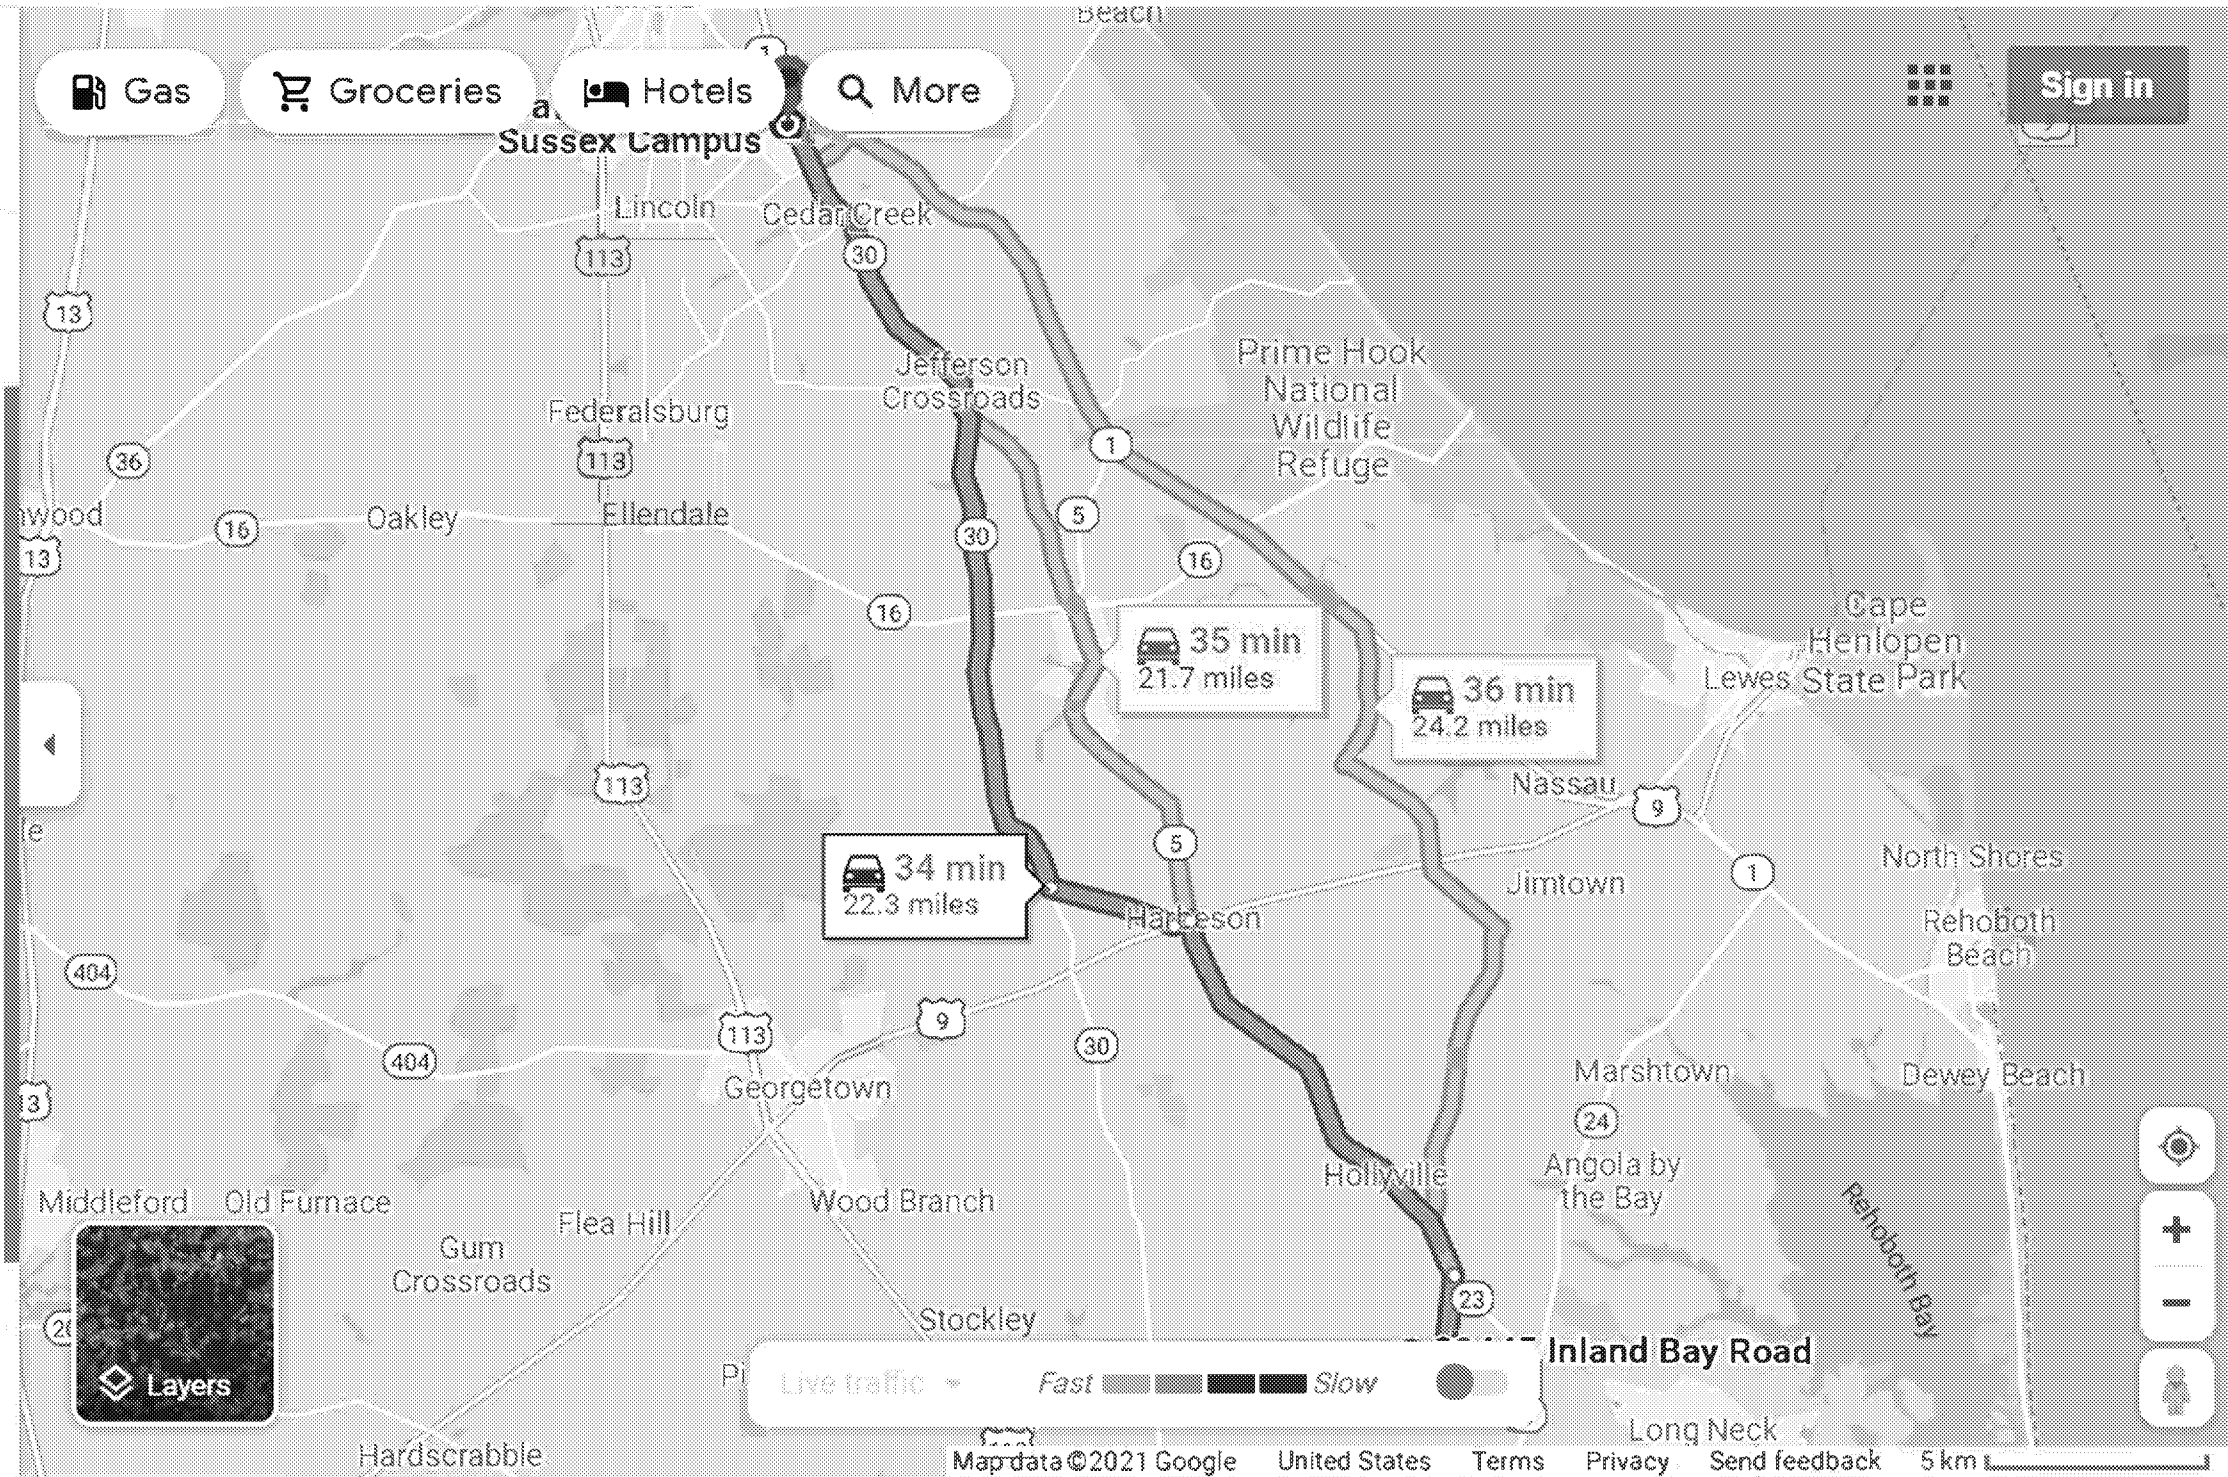 Beach
1
Gas
Groceries
Hotels
More
Sign in
Sussex Campus
Lincoln
Cedar Creek
113
30
13
Jefferson
Crossroads
Prime Hook
National
Wildlife
Refuge
Federalsburg
1
36
113
Oakley
16
Ellendale
5
30
13
16
16
35 min
21.7 miles
36 min
24.2 miles
Cape
Henlopen
State Park
Lewes
113
Nassau
9
5
34 min
22.3 miles
Harbeson
Jimtown
1
North Shores
Rehoboth
Beach
404
9
113
30
404
Georgetown
Marshtown
Dewey Beach
13
24
Hollyville
Angola by
the Bay
Middleford
Old Furnace
Wood Branch
Flea Hill
Rehoboth Bay
Gum
Crossroads
23
Stockley
Inland Bay Road
Layers
Live traffic
Fast
Slow
Long Neck
Hardscrabble
Map data ©2021 Google
United States
Terms
Privacy
Send feedback
5 km